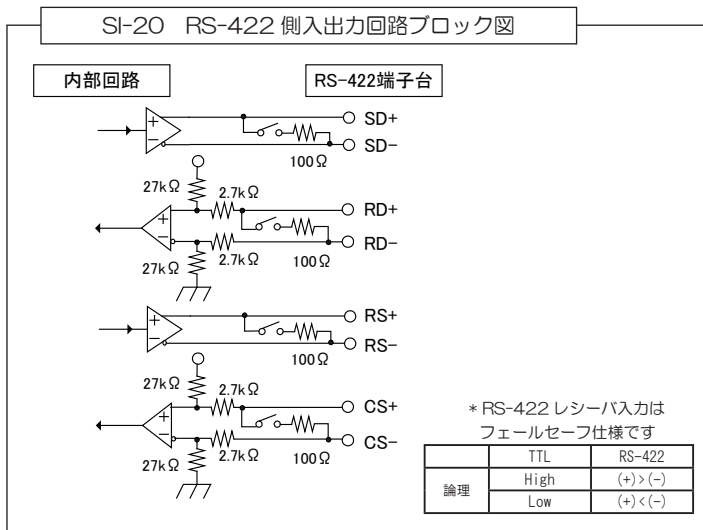 SI-20 RS-422 側入出力回路ブロック図
内部回路
RS-422端子台
+
−
SD+
SD−
100Ω
27kΩ
2.7kΩ
+
−
RD+
RD−
27kΩ
2.7kΩ
100Ω
+
−
RS+
RS−
100Ω
27kΩ
2.7kΩ
+
−
CS+
CS−
27kΩ
2.7kΩ
100Ω
* RS-422 レシーバ入力は
フェールセーフ仕様です
TTL RS-422
論理 High (+)>(-)
Low (+)<(-)